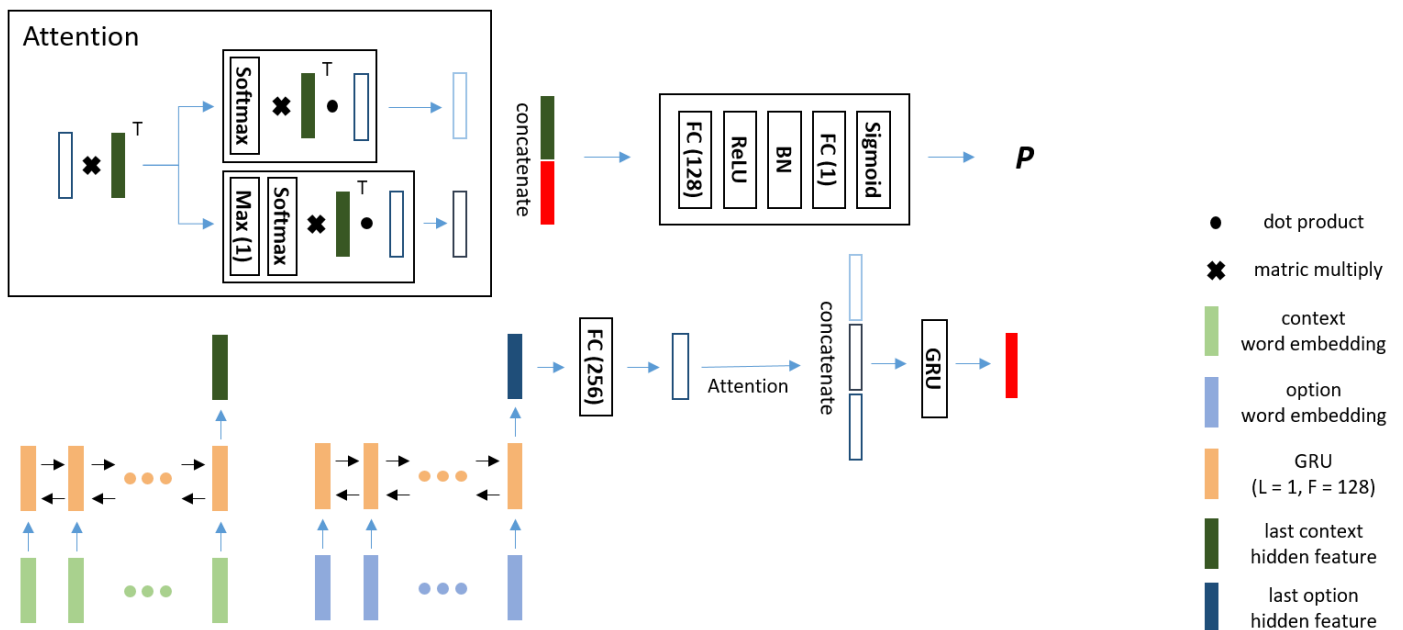 Attention
T
Softmax
T
T
Max (1)
Softmax
concatenate
FC (128)
ReLU
BN
FC (1)
Sigmoid
P
dot product
matric multiply
context
word embedding
option
word embedding
GRU
(L = 1, F = 128)
last context
hidden feature
last option
hidden feature
FC (256)
Attention
concatenate
GRU